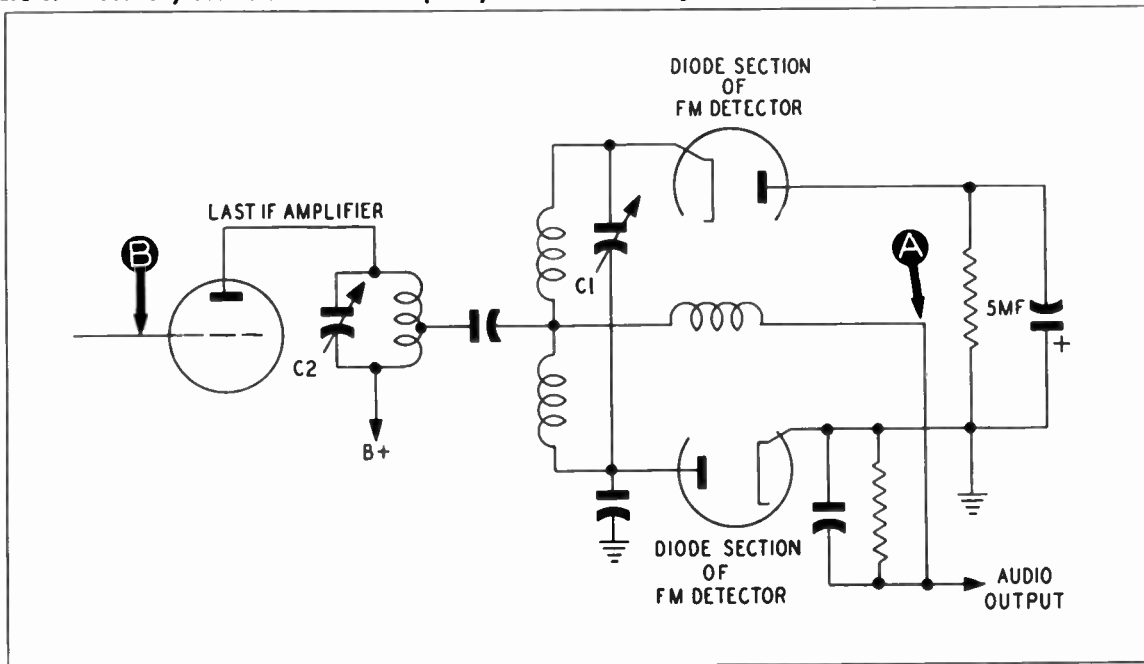 DIODE SECTION
OF
FM DETECTOR
LAST IF AMPLIFIER
B
A
C1
5MF
+
C2
B+
DIODE SECTION
OF
FM DETECTOR
AUDIO
OUTPUT